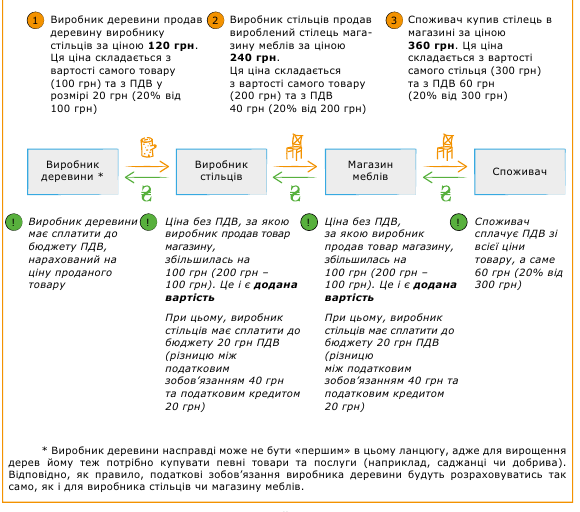 1 Виробник деревини продав
деревину виробнику
стільців за ціною 120 грн.
Ця ціна складається з
вартості самого товару
(100 грн) та з ПДВ у
розмірі 20 грн (20% від
100 грн)
2 Виробник стільців продав
вироблений стілець мага-
зину меблів за ціною
240 грн.
Ця ціна складається
з вартості самого товару
(200 грн) та з ПДВ
40 грн (20% від 200 грн)
3 Споживач купив стілець в
магазині за ціною
360 грн. Ця ціна
складається з вартості
самого стільця (300 грн)
та з ПДВ 60 грн
(20% від 300 грн)
Виробник
деревини *
₴
Виробник
стільців
₴
Магазин
меблів
₴
Споживач
! Виробник деревини
має сплатити до
бюджету ПДВ,
нарахований на
ціну проданого
товару
! Ціна без ПДВ, за якою
виробник продав товар
магазину,
збільшилась на
100 грн (200 грн –
100 грн). Це і є додана
вартість
При цьому, виробник
стільців має сплатити до
бюджету 20 грн ПДВ
(різницю між
податковим
зобов’язанням 40 грн
та податковим кредитом
20 грн)
! Ціна без ПДВ,
за якою виробник
продав товар магазину,
збільшилась на
100 грн (200 грн –
100 грн). Це і є додана
вартість
При цьому, виробник
стільців має сплатити до
бюджету 20 грн ПДВ
(різницю
між податковим
зобов’язанням 40 грн та
податковим кредитом
20 грн)
! Споживач
сплачує ПДВ зі
всієї ціни
товару, а саме
60 грн (20% від
300 грн)
* Виробник деревини насправді може не бути «першим» в цьому ланцюгу, адже для вирощення
дерев йому теж потрібно купувати певні товари та послуги (наприклад, саджанці чи добрива).
Відповідно, як правило, податкові зобов’язання виробника деревини будуть розраховуватись так
само, як і для виробника стільців чи магазину меблів.